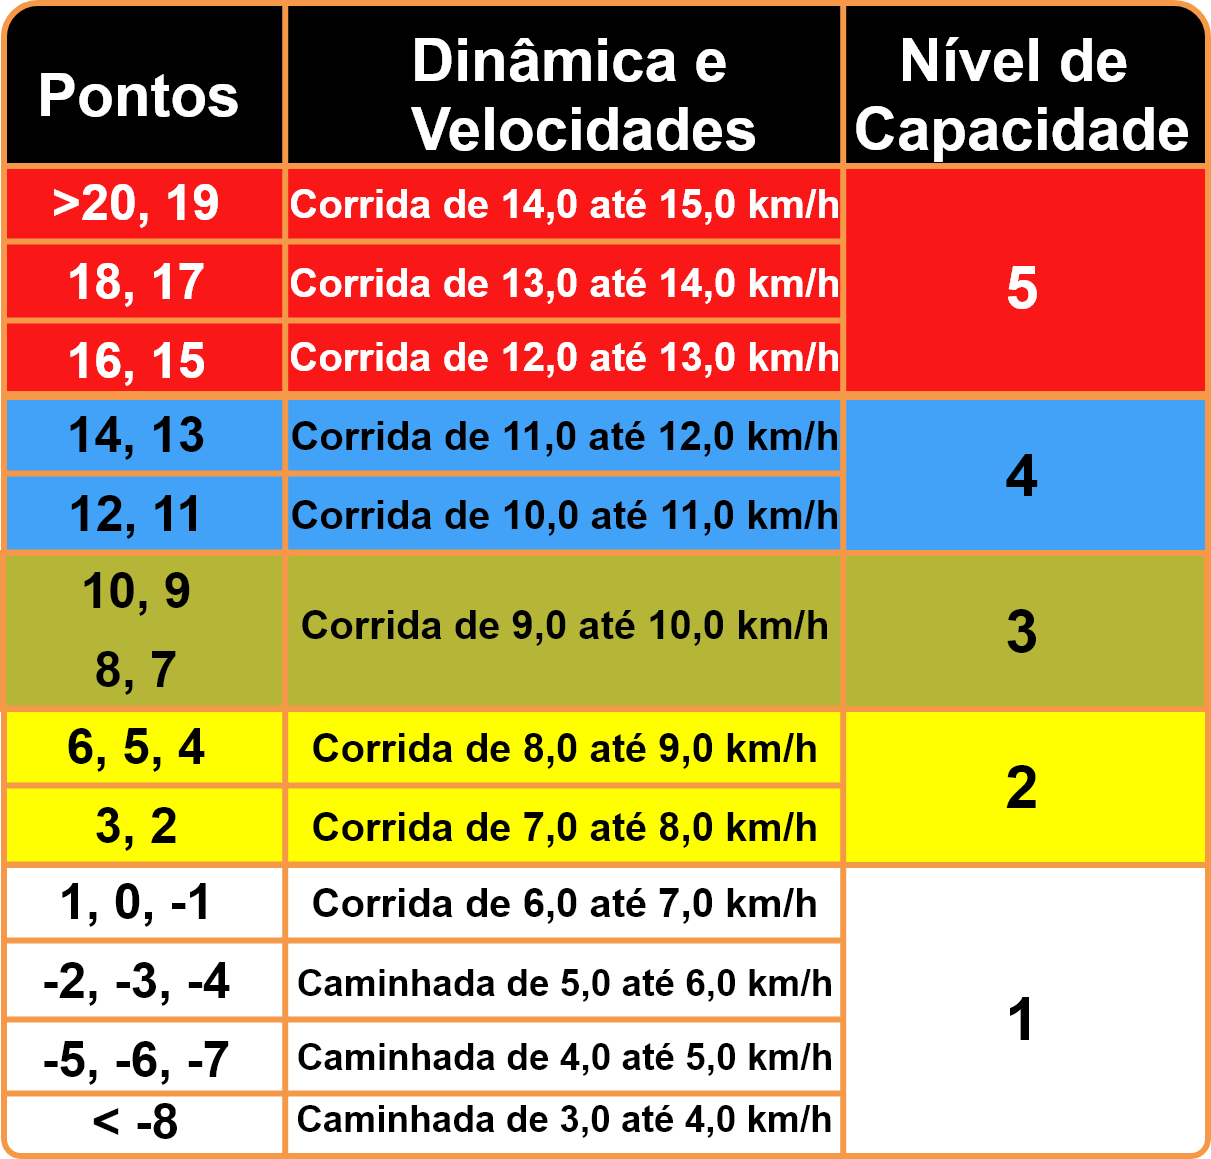 Pontos
Dinâmica e
Velocidades
Nível de
Capacidade
>20, 19
Corrida de 14,0 até 15,0 km/h
5
18, 17
Corrida de 13,0 até 14,0 km/h
16, 15
Corrida de 12,0 até 13,0 km/h
14, 13
Corrida de 11,0 até 12,0 km/h
4
12, 11
Corrida de 10,0 até 11,0 km/h
10, 9
8, 7
Corrida de 9,0 até 10,0 km/h
3
6, 5, 4
Corrida de 8,0 até 9,0 km/h
2
3, 2
Corrida de 7,0 até 8,0 km/h
1, 0, -1
Corrida de 6,0 até 7,0 km/h
1
-2, -3, -4
Caminhada de 5,0 até 6,0 km/h
-5, -6, -7
Caminhada de 4,0 até 5,0 km/h
< -8
Caminhada de 3,0 até 4,0 km/h